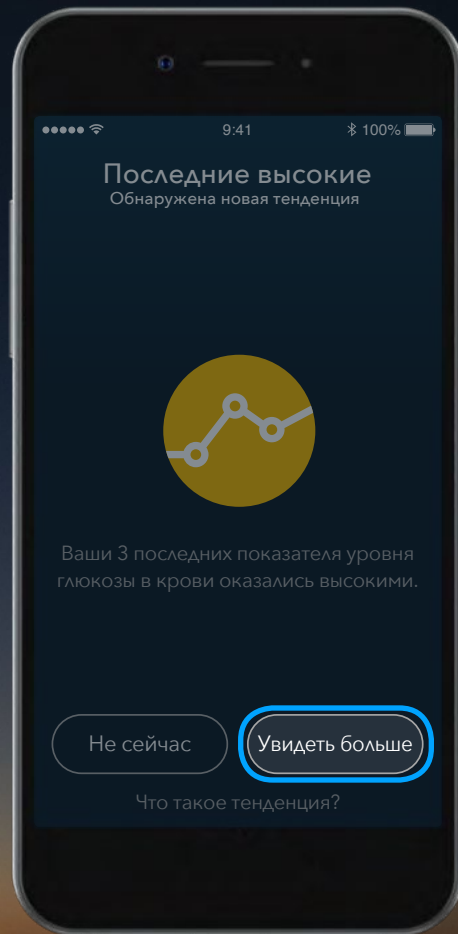 9:41
100%
Последние высокие
Обнаружена новая тенденция
Ваши 3 последних показателя уровня
глюкозы в крови оказались высокими.
Не сейчас
Увидеть больше
Что такое тенденция?